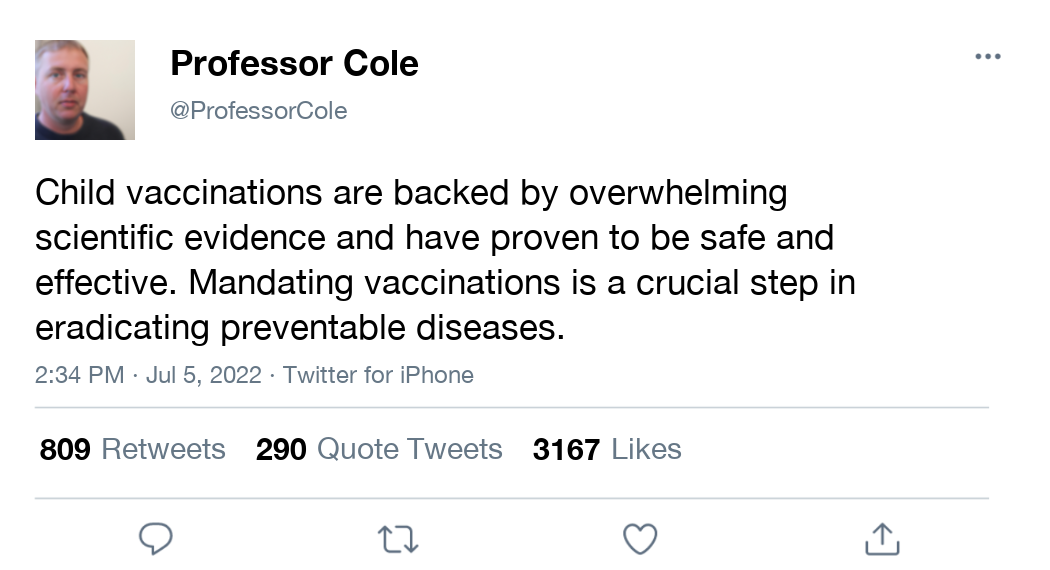 Professor Cole
@ProfessorCole
Child vaccinations are backed by overwhelming
scientific evidence and have proven to be safe and
effective. Mandating vaccinations is a crucial step in
eradicating preventable diseases.
2:34 PM · Jul 5, 2022 · Twitter for iPhone
809 Retweets 290 Quote Tweets 3167 Likes